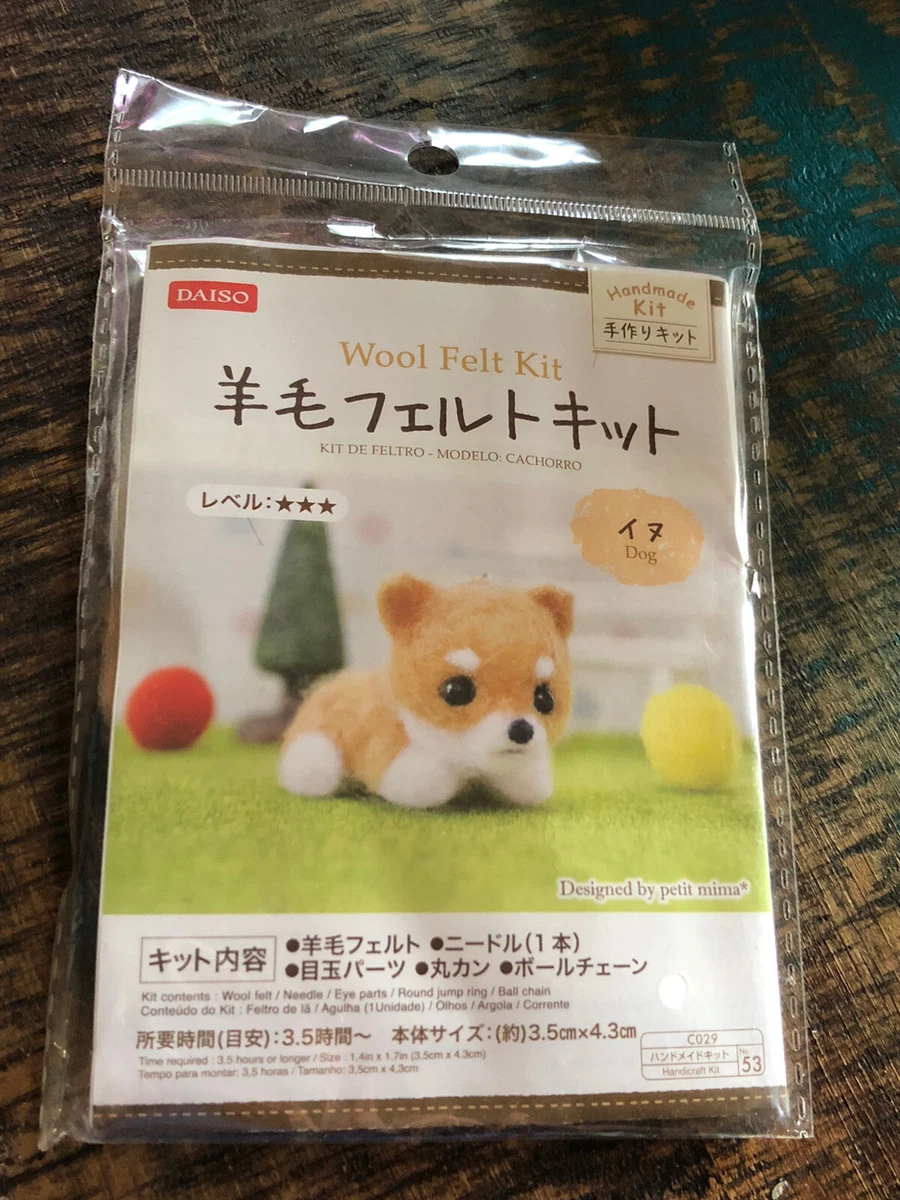 DAISO
Handmade
Kit
手作りキット
Wool Felt Kit
羊毛フェルトキット
KIT DE FELTRO - MODELO: CACHORRO
レベル:★★★
イヌ
Dog
Designed by petit mima*
キット内容
●羊毛フェルト ●ニードル(1本)
●目玉パーツ ●丸カン ●ボールチェーン
Kit contents : Wool felt / Needle / Eye parts / Round jump ring / Ball chain
Conteúdo do Kit : Feltro de lã / Agulha (1Unidade) / Olhos / Argola / Corrente
所要時間(目安):3.5時間〜 本体サイズ:(約)3.5cm×4.3cm
Time required : 3.5 hours or longer / Size : 1.4in x 1.7in (3.5cm x 4.3cm)
Tempo para montar: 3,5 horas / Tamanho: 3,5cm x 4,3cm
C029
ハンドメイドキット
Handicraft Kit
No.
53